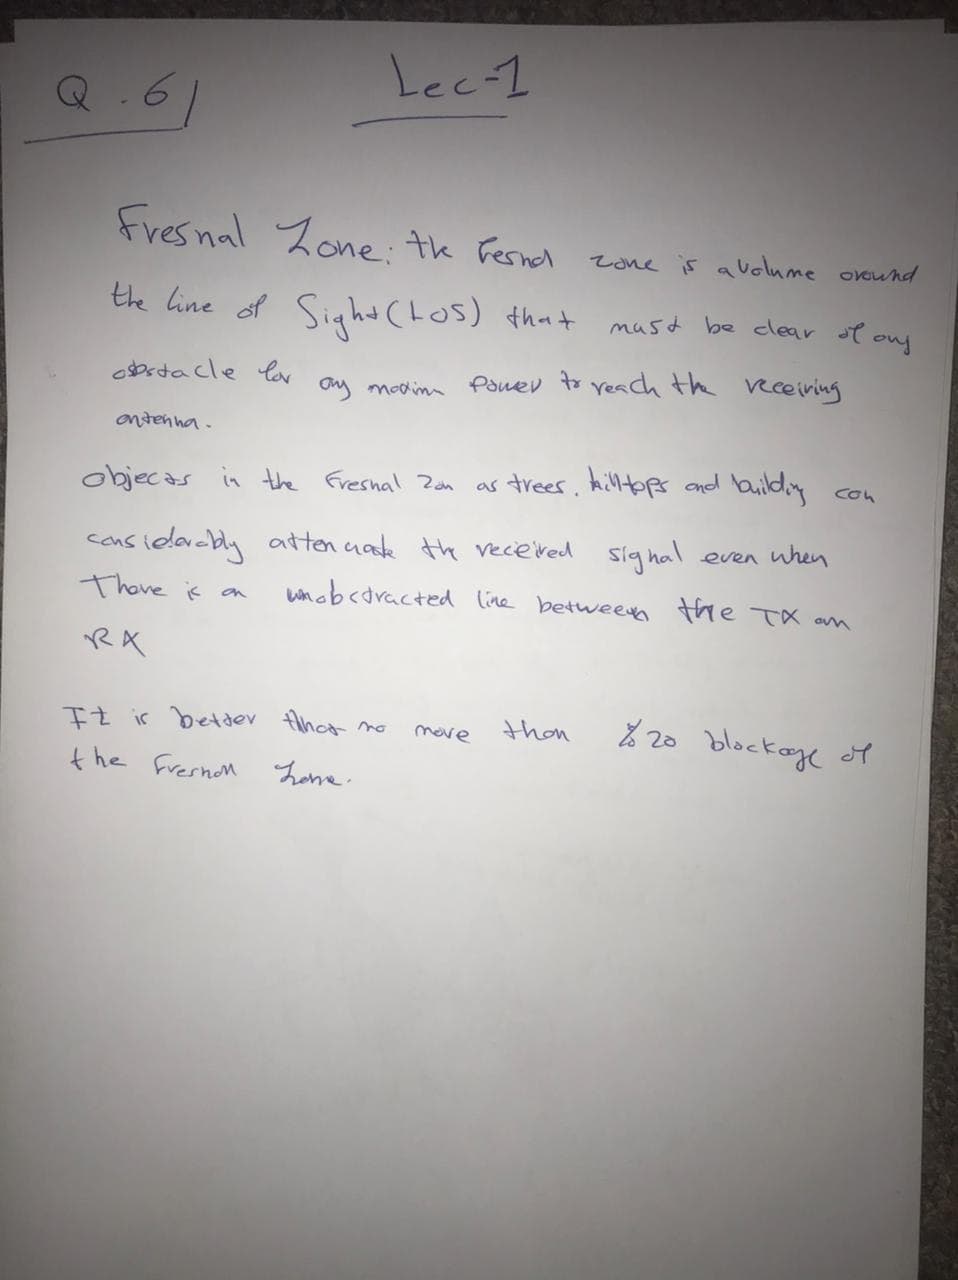 Q. 6/ Lec-1
Fresnal Zone: the Fresnel zone is a volume around
the line of Sight (LOS) that must be clear of any
obstacle for any maxim power to reach the receiving
antenna.
objects in the Fresnal Zon as trees, hilltops and building can
considerably attenuate the received signal even when
There is an unobstracted line between the TX an
RX
It is better that no more than %20 blockage of
the Fresnal Zone.